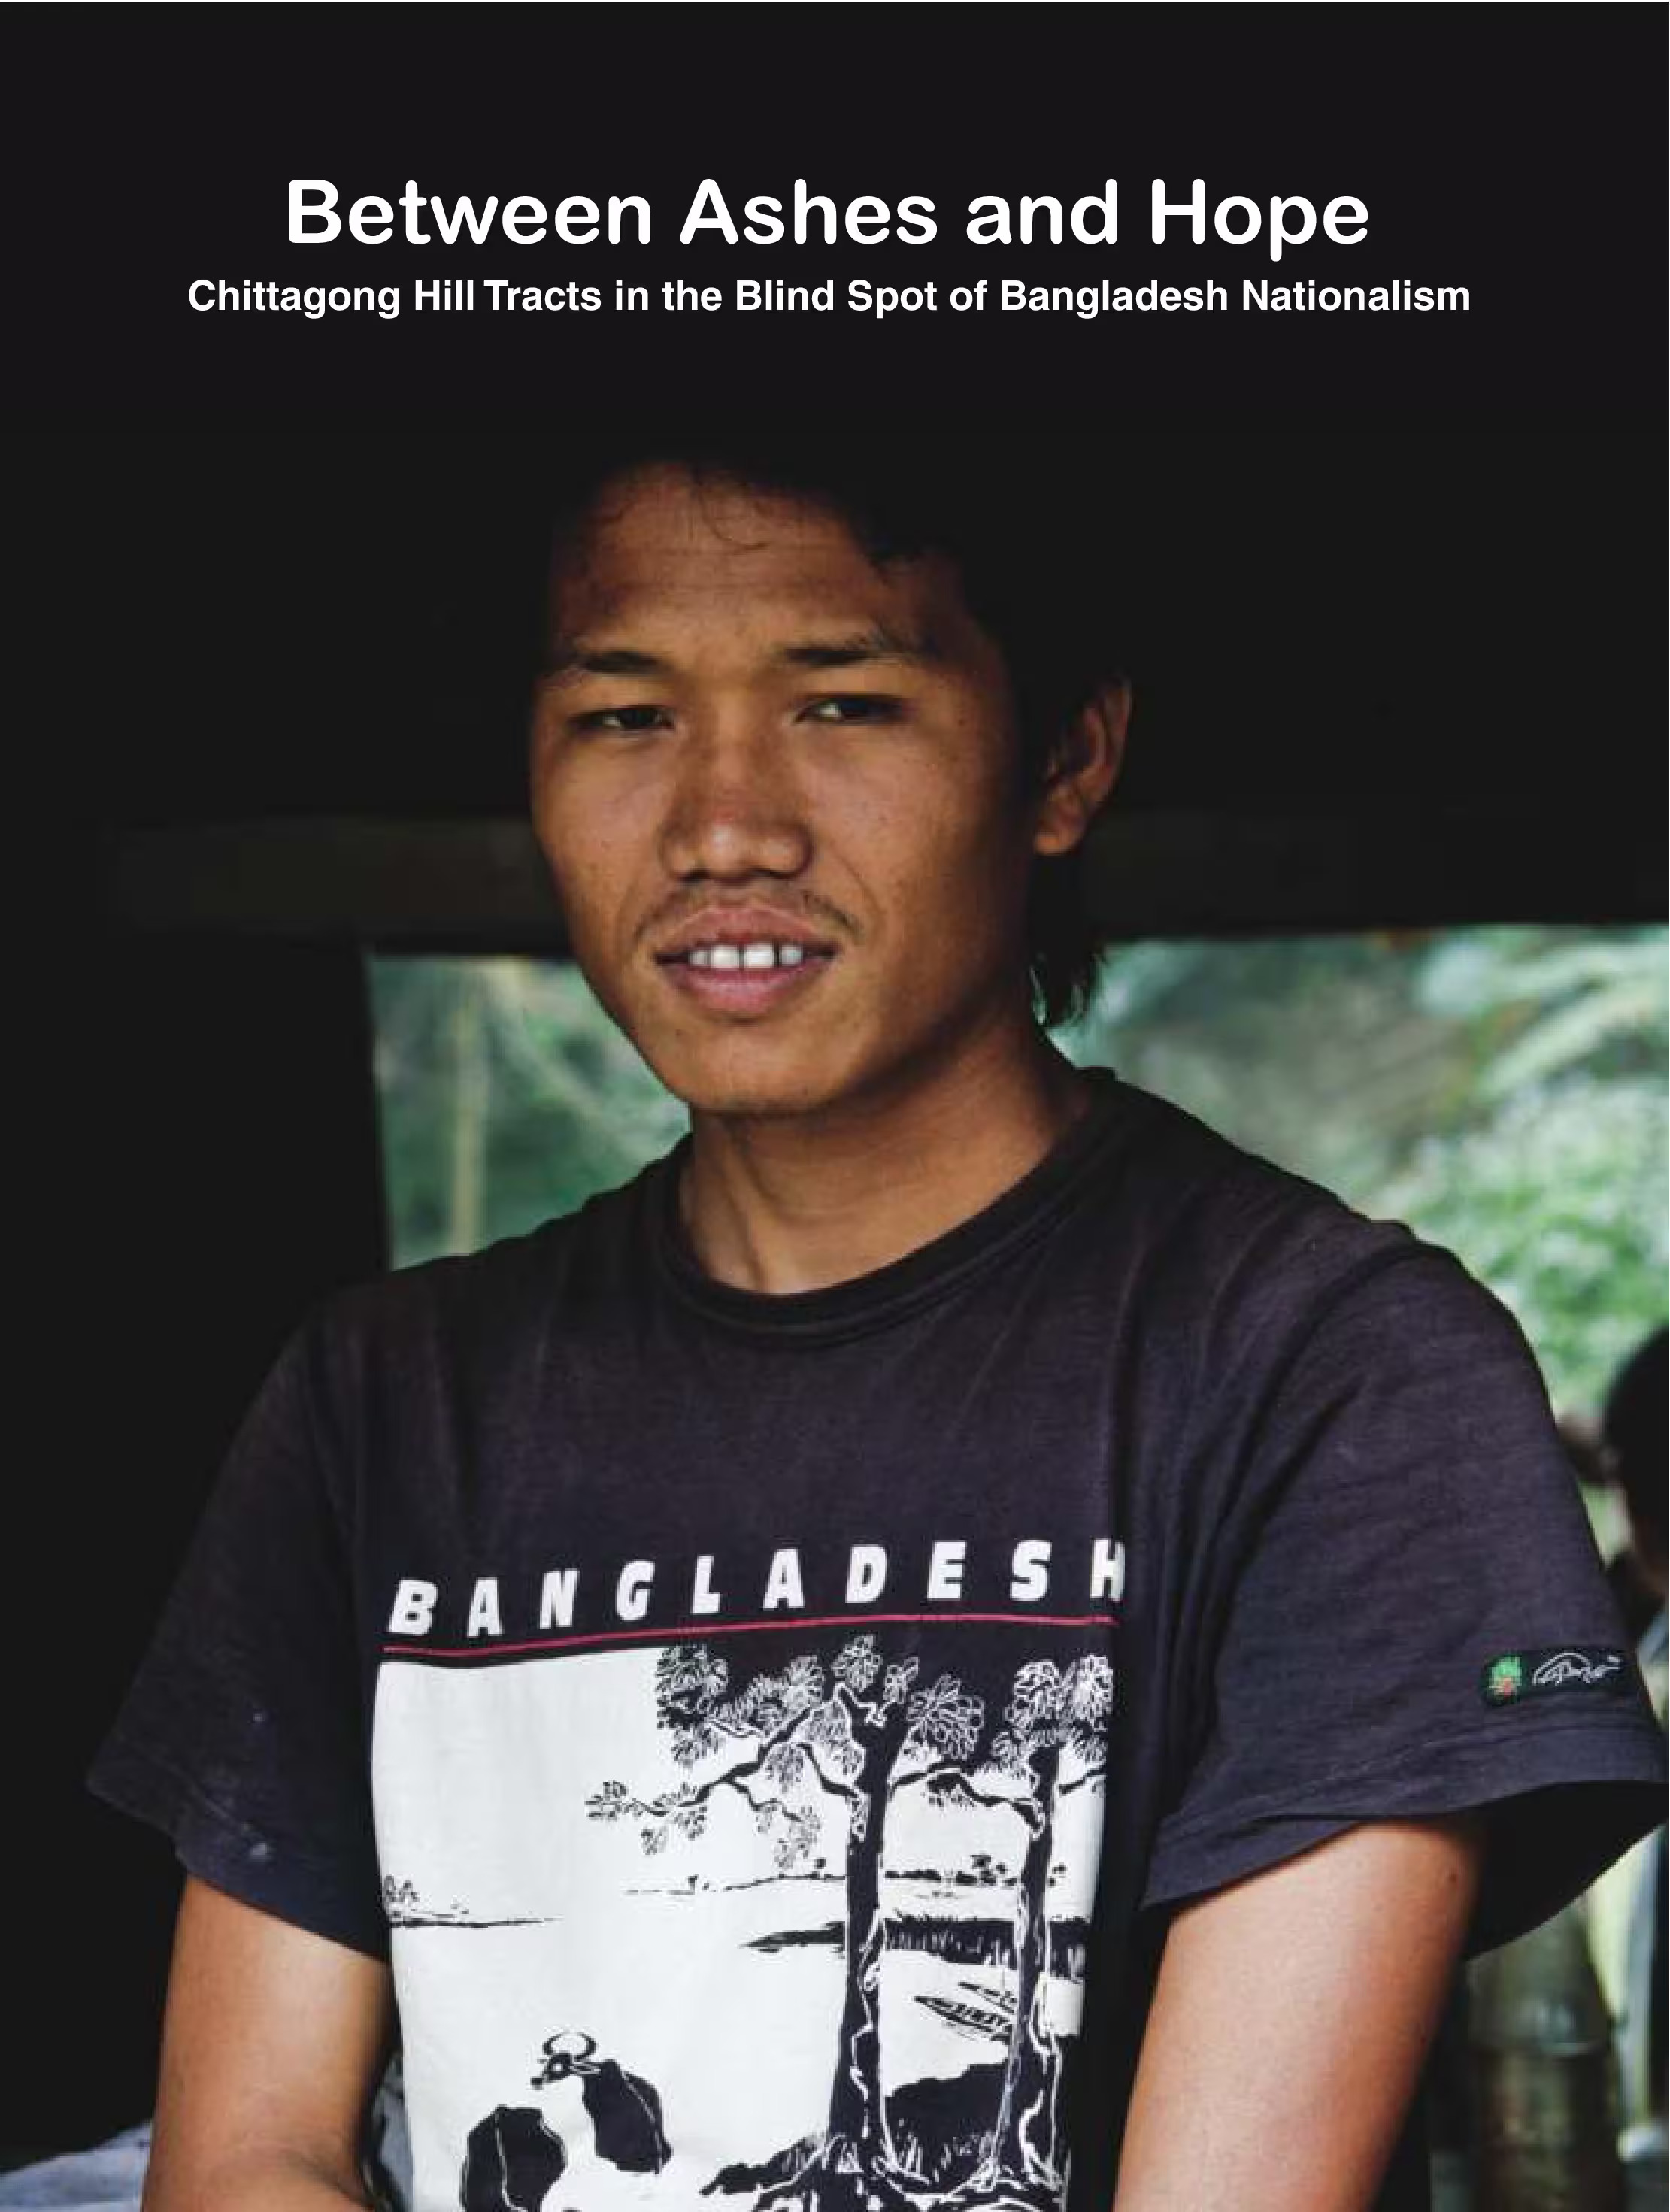 Between Ashes and Hope
Chittagong Hill Tracts in the Blind Spot of Bangladesh Nationalism
BANGLADESH